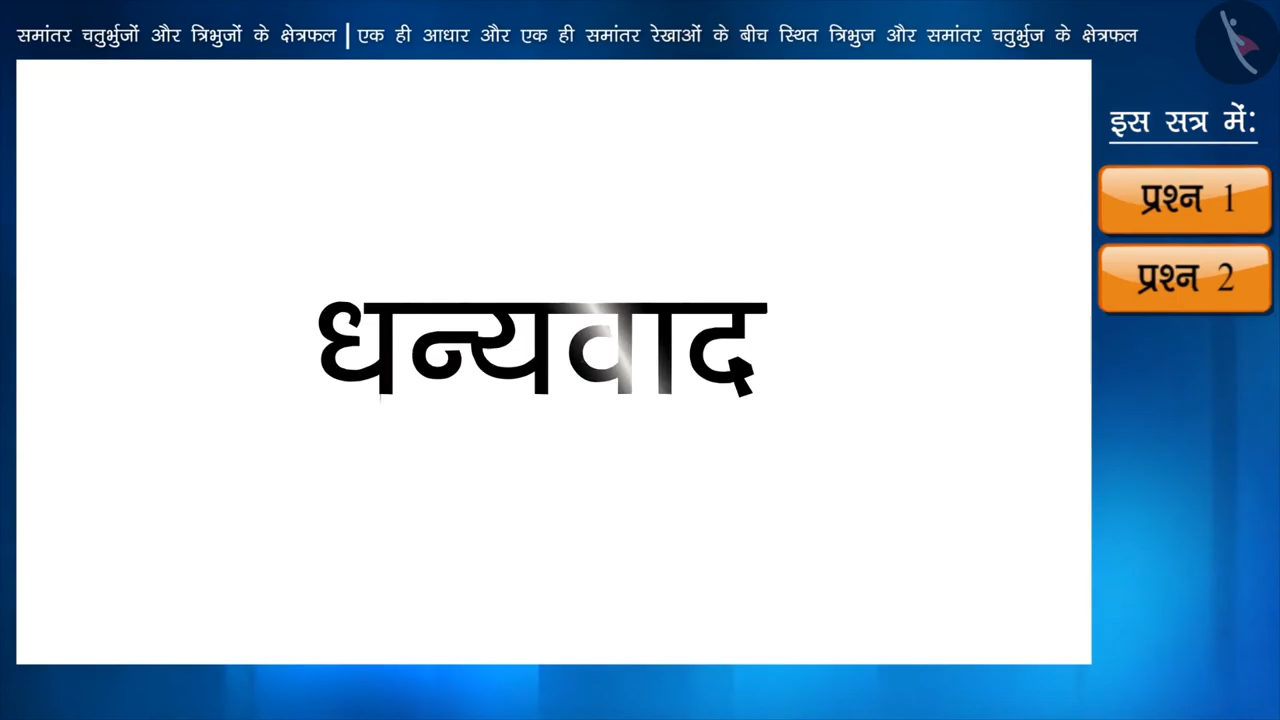 समांतर चतुर्भुजों और त्रिभुजों के क्षेत्रफल | एक ही आधार और एक ही समांतर रेखाओं के बीच स्थित त्रिभुज और समांतर चतुर्भुज के क्षेत्रफल
इस सत्र में:
प्रश्न 1
प्रश्न 2
धन्यवाद